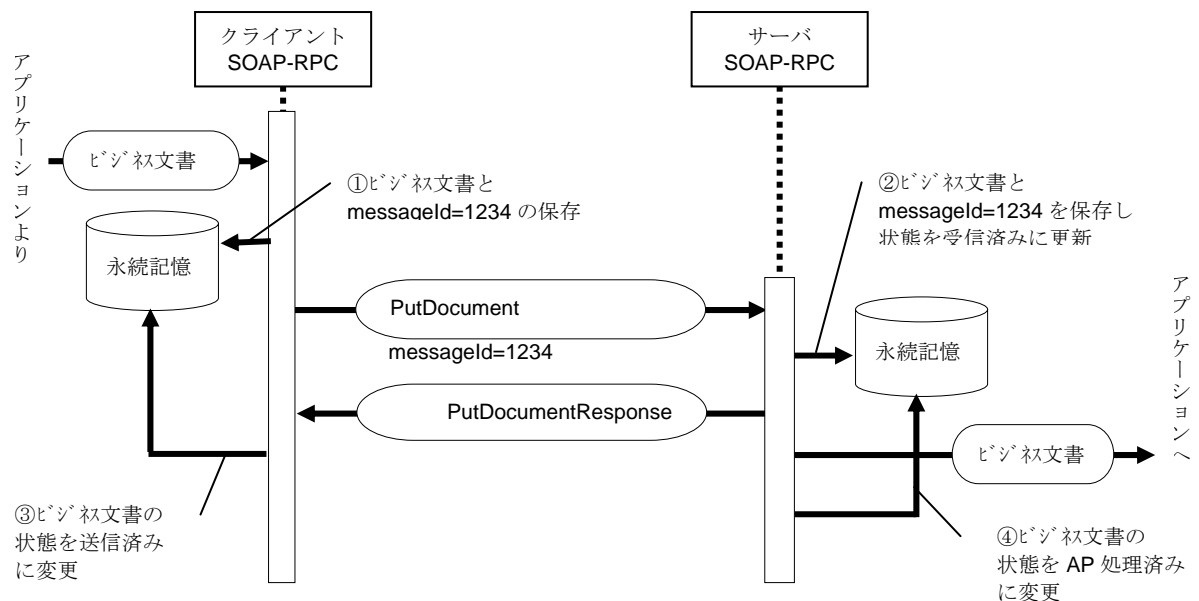 クライアント
SOAP-RPC
サーバ
SOAP-RPC
アプリケーションより
ビジネス文書
①ビジネス文書と
messageId=1234 の保存
②ビジネス文書と
messageId=1234 を保存し
状態を受信済みに更新
永続記憶
PutDocument
messageId=1234
永続記憶
アプリケーションへ
PutDocumentResponse
ビジネス文書
③ビジネス文書の
状態を送信済み
に変更
④ビジネス文書の
状態を AP 処理済み
に変更